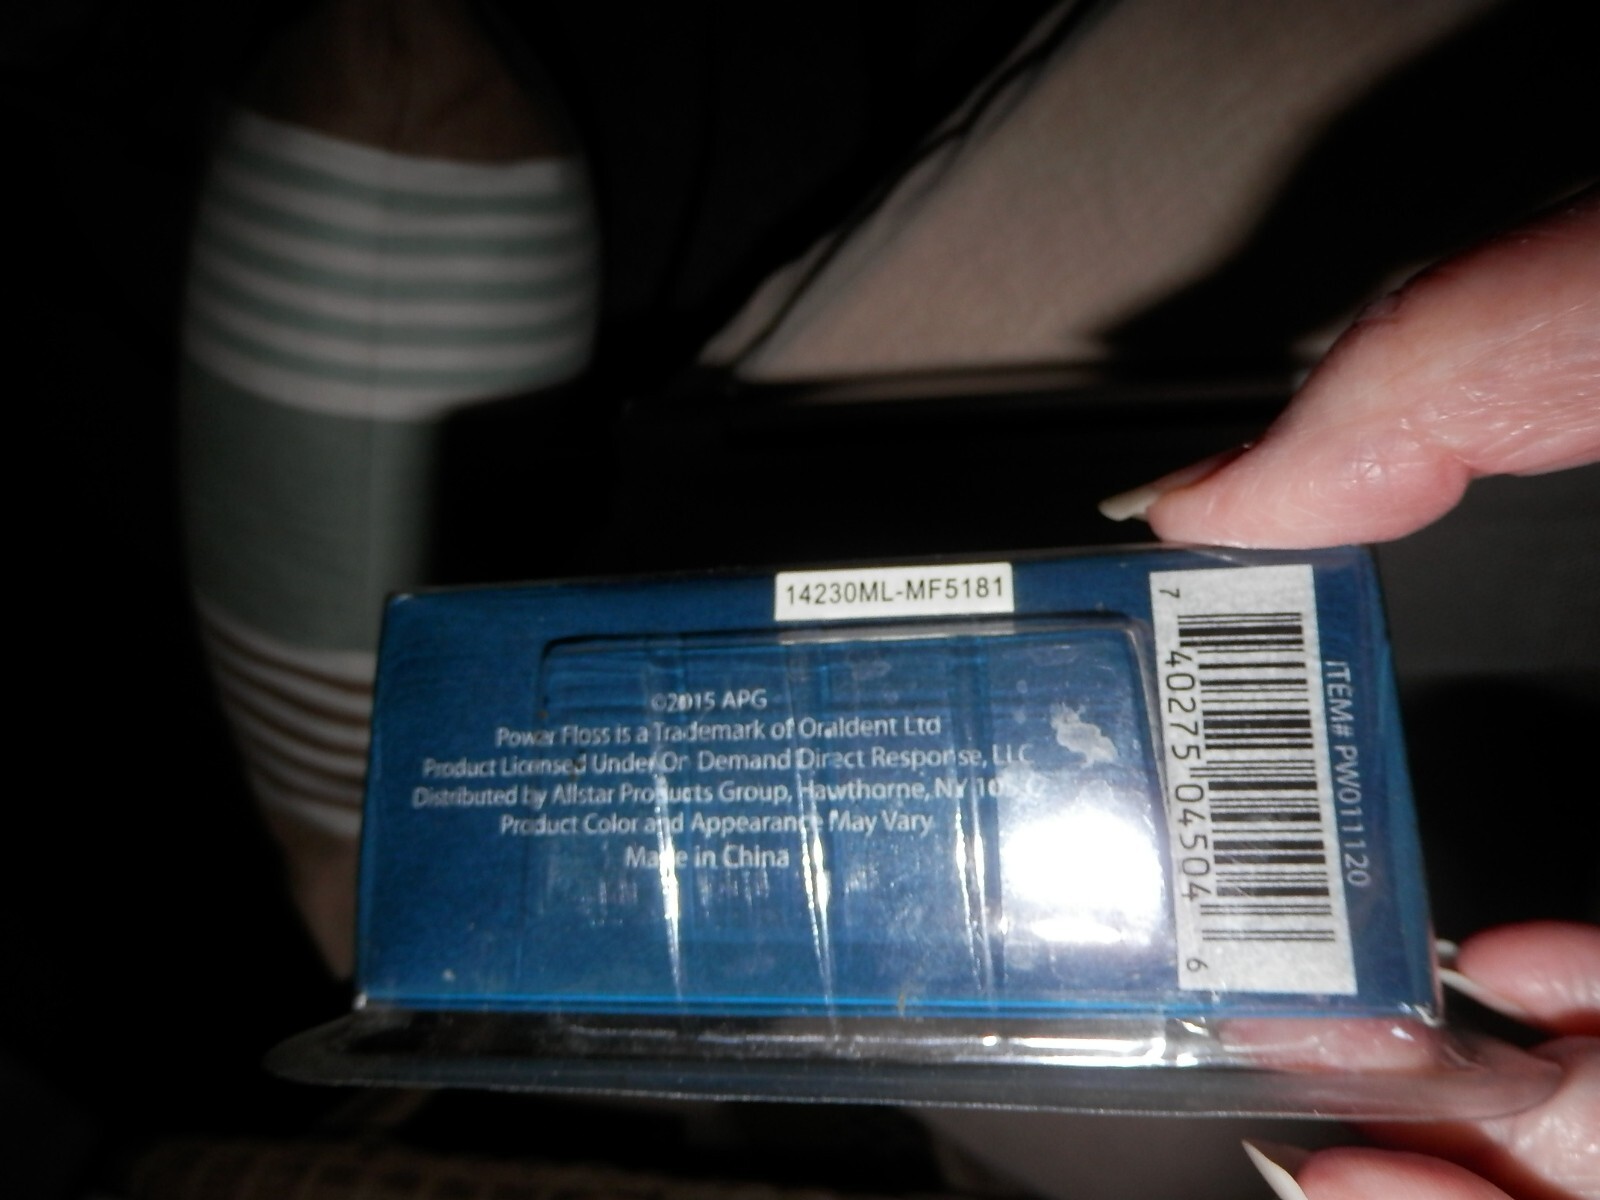 14230ML-MF5181
©2015 APG
Power Floss is a Trademark of Oraldent Ltd
Product Licensed Under On Demand Direct Response, LLC
Distributed by Allstar Products Group, Hawthorne, NY
Product Color and Appearance May Vary
Made in China
7 40275 04504 6
ITEM# PW011120